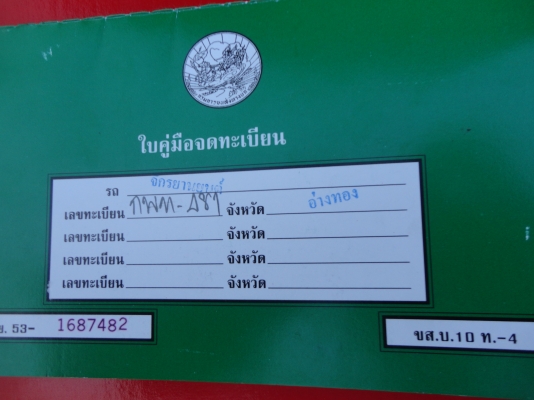 ใบคู่มือจดทะเบียน
รถ จักรยานยนต์
เลขทะเบียน กพท- จังหวัด อ่างทอง
เลขทะเบียน จังหวัด
เลขทะเบียน จังหวัด
เลขทะเบียน จังหวัด
53- 1687482
ขส.บ.10 ท.-4